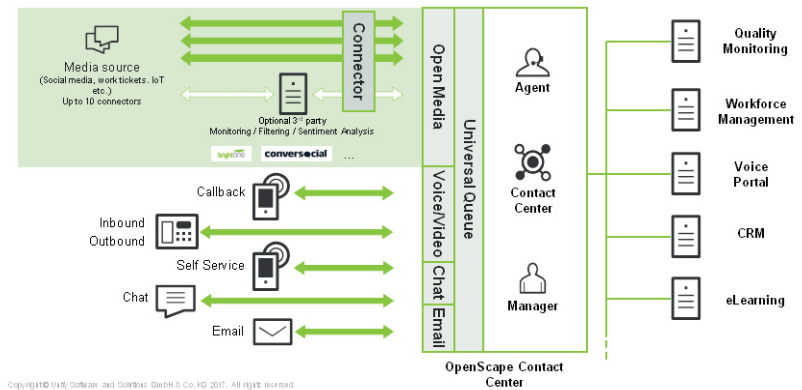 Media source
(Social media, work tickets. IoT
etc.)
Up to 10 connectors
Connector
Optional 3rd party
Monitoring / Filtering / Sentiment Analysis
brightone
conversocial
...
Callback
Inbound
Outbound
Self Service
Chat
Email
Open Media
Voice/Video
Chat
Email
Universal Queue
Agent
Contact
Center
Manager
OpenScape Contact
Center
Quality
Monitoring
Workforce
Management
Voice
Portal
CRM
eLearning
Copyright © Unify Software and Solutions GmbH & Co. KG 2017. All rights reserved.